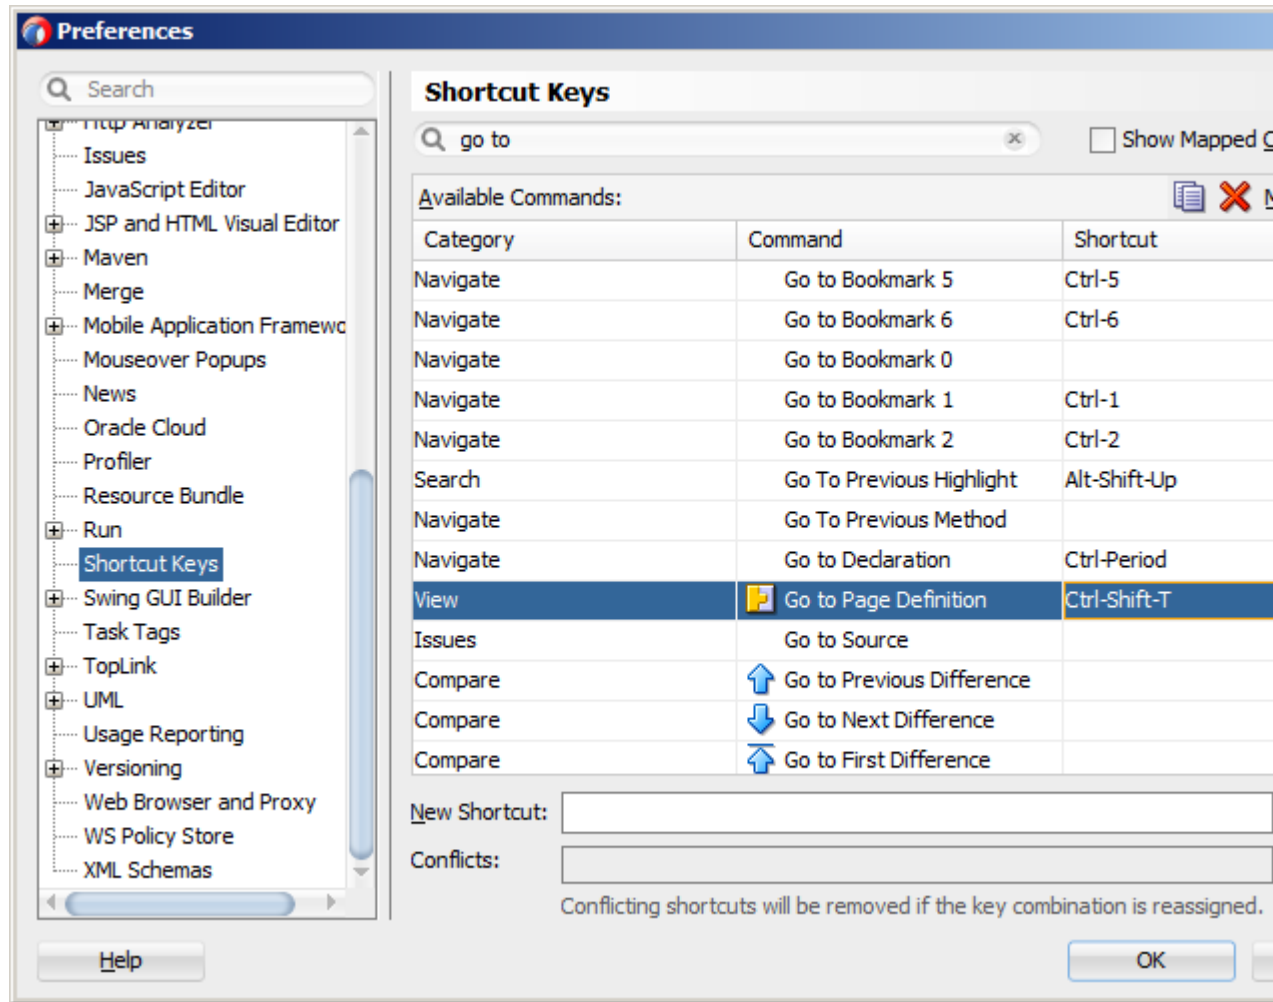 Preferences
Search
Http Analyzer
Issues
JavaScript Editor
JSP and HTML Visual Editor
Maven
Merge
Mobile Application Framewo
Mouseover Popups
News
Oracle Cloud
Profiler
Resource Bundle
Run
Shortcut Keys
Swing GUI Builder
Task Tags
TopLink
UML
Usage Reporting
Versioning
Web Browser and Proxy
WS Policy Store
XML Schemas
Shortcut Keys
go to
Show Mapped C
Available Commands:
Category Command Shortcut
Navigate Go to Bookmark 5 Ctrl-5
Navigate Go to Bookmark 6 Ctrl-6
Navigate Go to Bookmark 0
Navigate Go to Bookmark 1 Ctrl-1
Navigate Go to Bookmark 2 Ctrl-2
Search Go To Previous Highlight Alt-Shift-Up
Navigate Go To Previous Method
Navigate Go to Declaration Ctrl-Period
View Go to Page Definition Ctrl-Shift-T
Issues Go to Source
Compare Go to Previous Difference
Compare Go to Next Difference
Compare Go to First Difference
New Shortcut:
Conflicts:
Conflicting shortcuts will be removed if the key combination is reassigned.
Help
OK